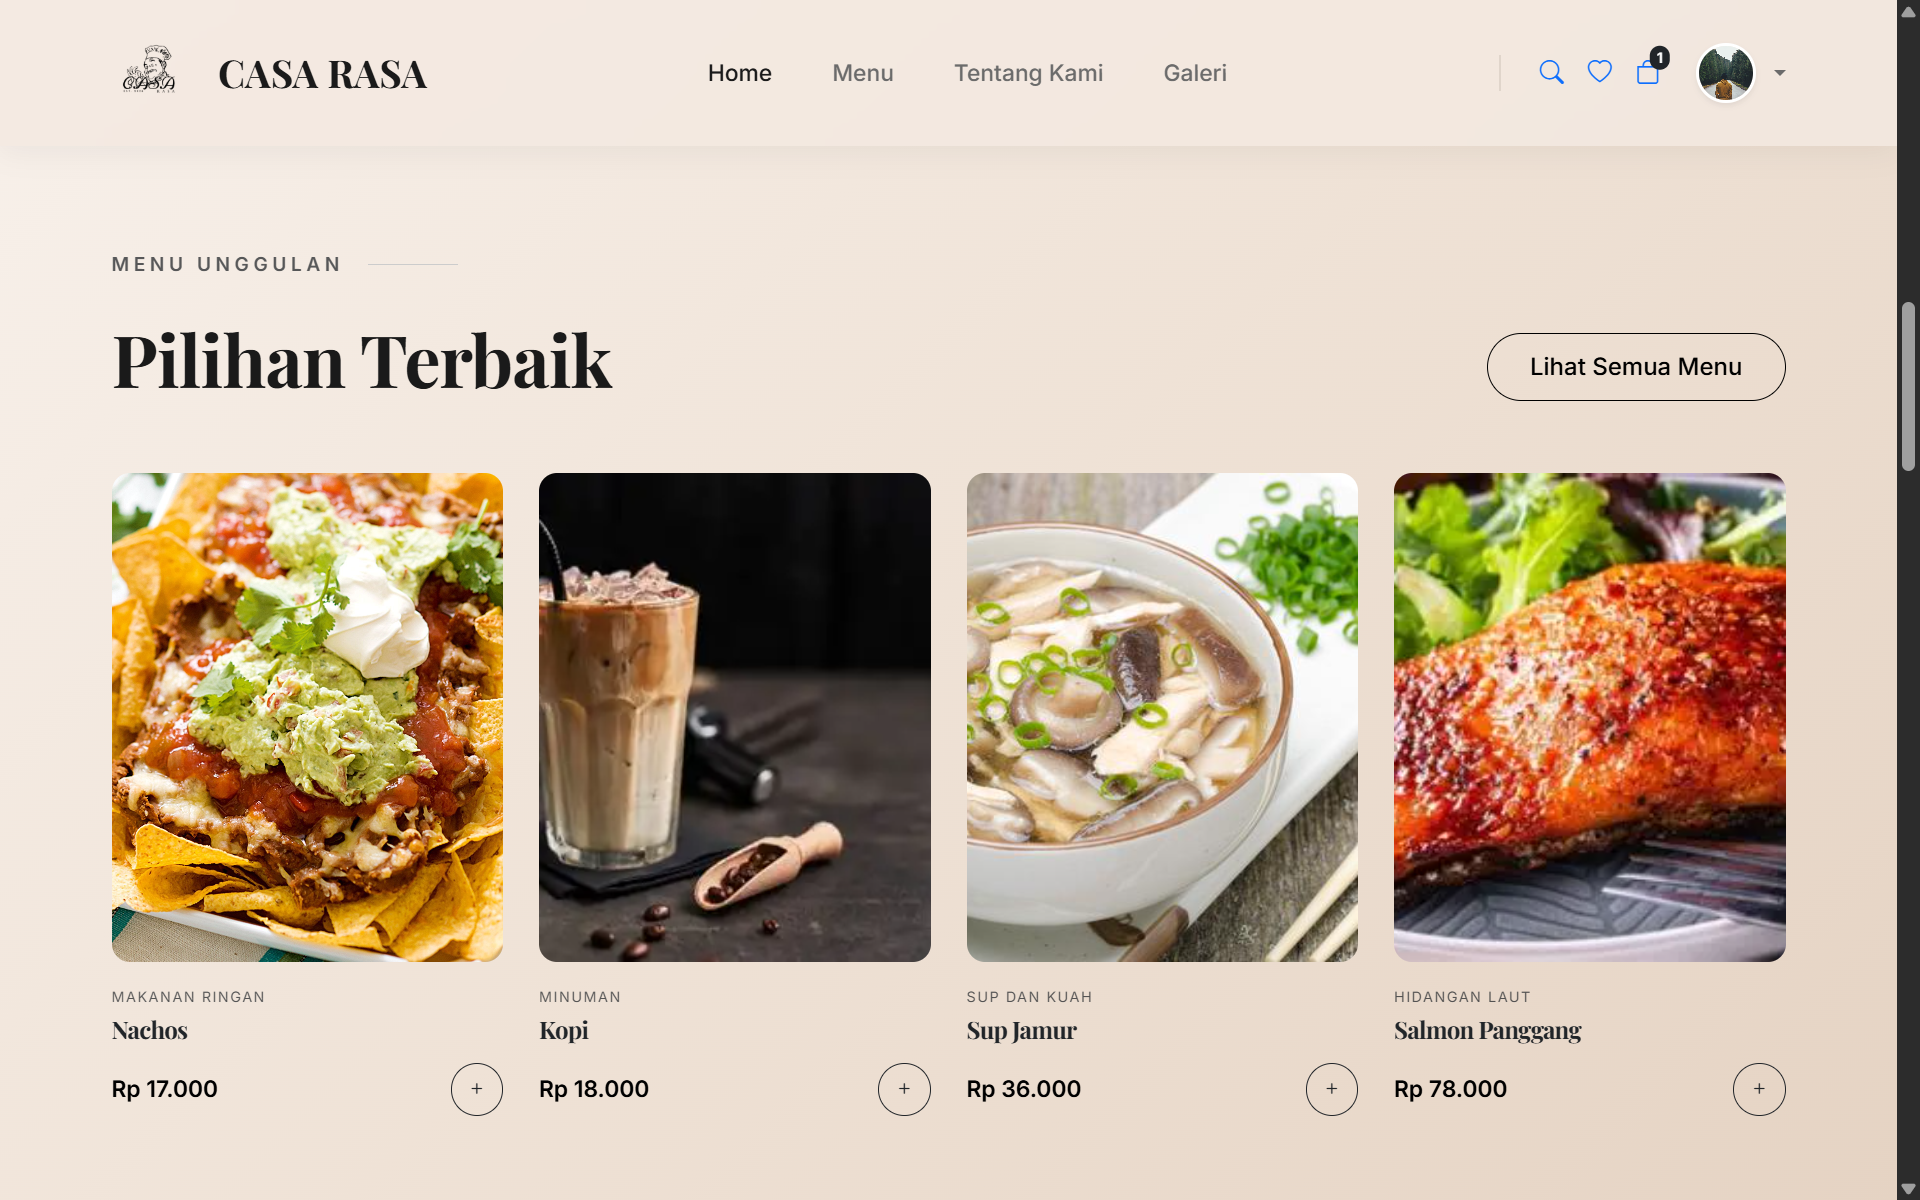 CASA
CASA RASA
Home
Menu
Tentang Kami
Galeri
1
MENU UNGGULAN
Pilihan Terbaik
Lihat Semua Menu
MAKANAN RINGAN
Nachos
Rp 17.000
+
MINUMAN
Kopi
Rp 18.000
+
SUP DAN KUAH
Sup Jamur
Rp 36.000
+
HIDANGAN LAUT
Salmon Panggang
Rp 78.000
+